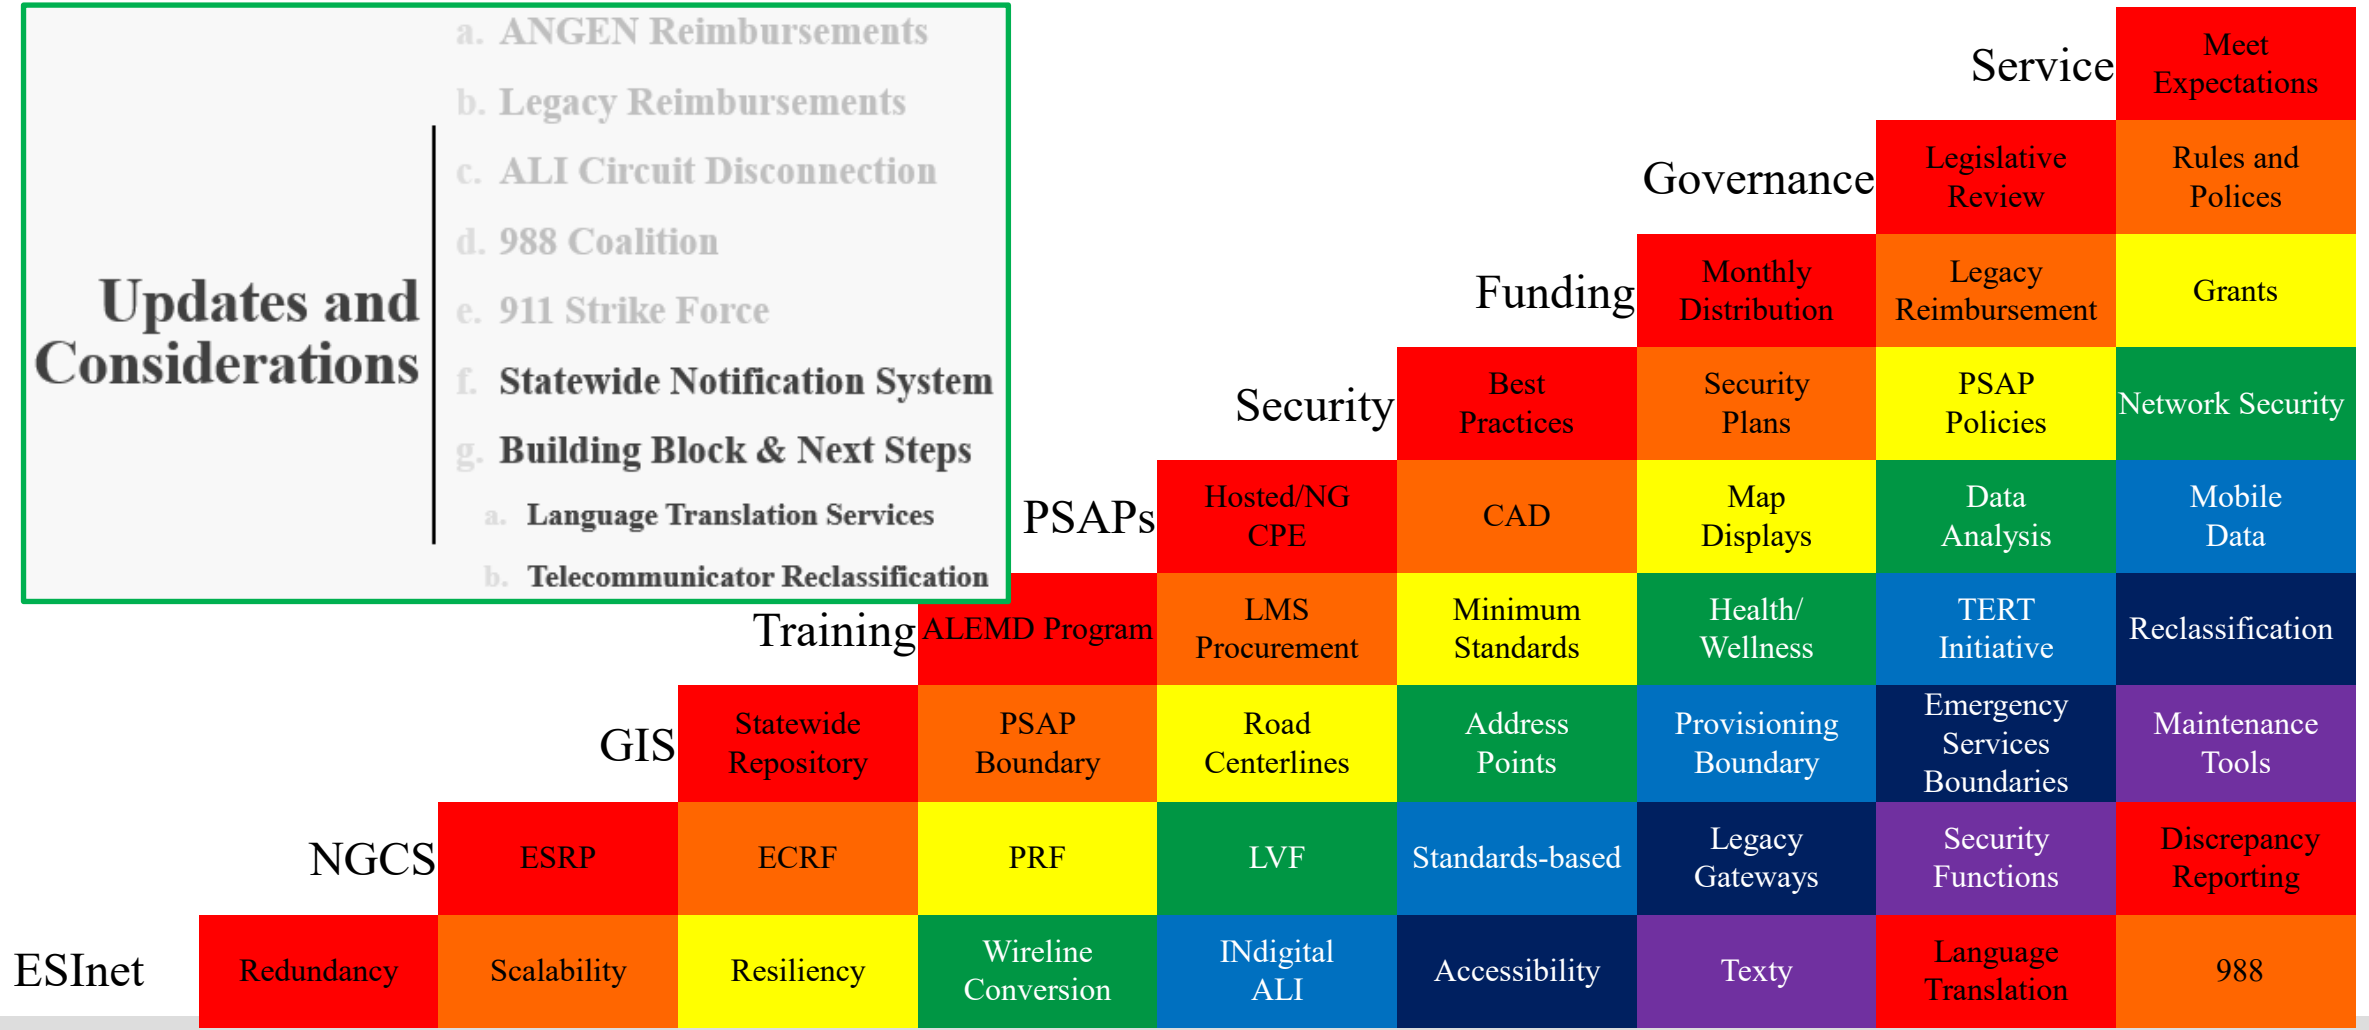 a. ANGEN Reimbursements
b. Legacy Reimbursements
c. ALI Circuit Disconnection
d. 988 Coalition
e. 911 Strike Force
f. Statewide Notification System
g. Building Block & Next Steps
a. Language Translation Services
b. Telecommunicator Reclassification
Updates and
Considerations
Service
Meet
Expectations
Governance
Legislative
Review
Rules and
Polices
Funding
Monthly
Distribution
Legacy
Reimbursement
Grants
Security
Best
Practices
Security
Plans
PSAP
Policies
Network Security
PSAPs
Hosted/NG
CPE
CAD
Map
Displays
Data
Analysis
Mobile
Data
Training
ALEMD Program
LMS
Procurement
Minimum
Standards
Health/
Wellness
TERT
Initiative
Reclassification
GIS
Statewide
Repository
PSAP
Boundary
Road
Centerlines
Address
Points
Provisioning
Boundary
Emergency
Services
Boundaries
Maintenance
Tools
NGCS
ESRP
ECRF
PRF
LVF
Standards-based
Legacy
Gateways
Security
Functions
Discrepancy
Reporting
ESInet
Redundancy
Scalability
Resiliency
Wireline
Conversion
INdigital
ALI
Accessibility
Texty
Language
Translation
988